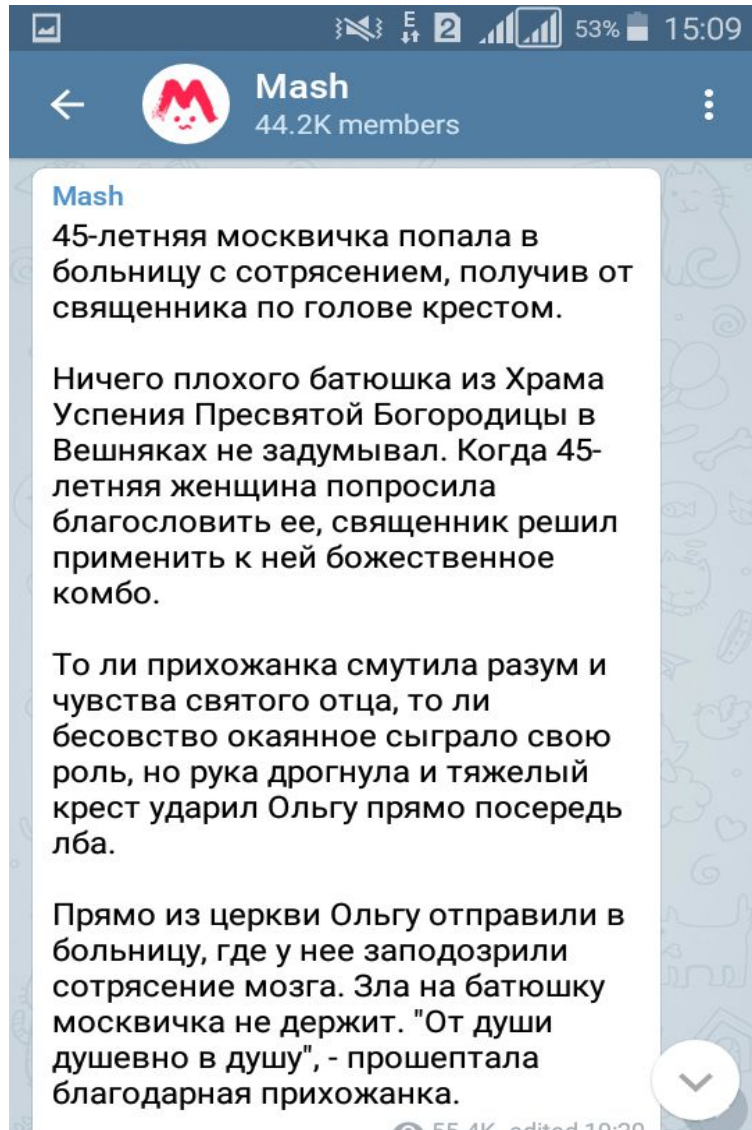 E
2
53%
15:09
Mash
44.2K members
Mash
45-летняя москвичка попала в
больницу с сотрясением, получив от
священника по голове крестом.
Ничего плохого батюшка из Храма
Успения Пресвятой Богородицы в
Вешняках не задумывал. Когда 45-
летняя женщина попросила
благословить ее, священник решил
применить к ней божественное
комбо.
То ли прихожанка смутила разум и
чувства святого отца, то ли
бесовство окаянное сыграло свою
роль, но рука дрогнула и тяжелый
крест ударил Ольгу прямо посередь
лба.
Прямо из церкви Ольгу отправили в
больницу, где у нее заподозрили
сотрясение мозга. Зла на батюшку
москвичка не держит. "От души
душевно в душу", - прошептала
благодарная прихожанка.
55.4K edited